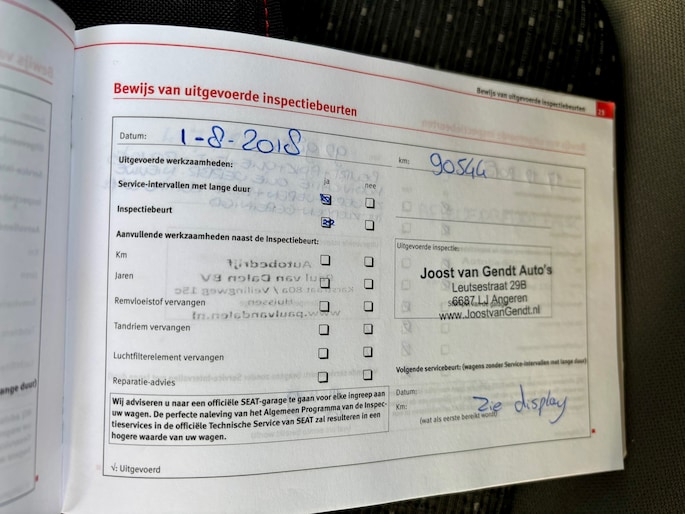 Bewijs van uitgevoerde inspectiebeurten 25
Bewijs van uitgevoerde inspectiebeurten
Datum: 1-8-2018
km: 90544
Uitgevoerde werkzaamheden:
ja nee
Service-intervallen met lange duur
Inspectiebeurt
Aanvullende werkzaamheden naast de Inspectiebeurt:
Km
Jaren
Remvloeistof vervangen
Tandriem vervangen
Luchtfilterelement vervangen
Reparatie-advies
Uitgevoerde inspectie:
Joost van Gendt Auto's
Leutsestraat 29B
6687 LJ Angeren
www.JoostvanGendt.nl
Volgende servicebeurt: (wagens zonder Service-intervallen met lange duur)
Datum:
Km: zie display
(wat als eerste bereikt wordt)
Wij adviseren u naar een officiële SEAT-garage te gaan voor elke ingreep aan
uw wagen. De perfecte naleving van het Algemeen Programma van de Inspec-
tieservices in de officiële Technische Service van SEAT zal resulteren in een
hogere waarde van uw wagen.
√: Uitgevoerd